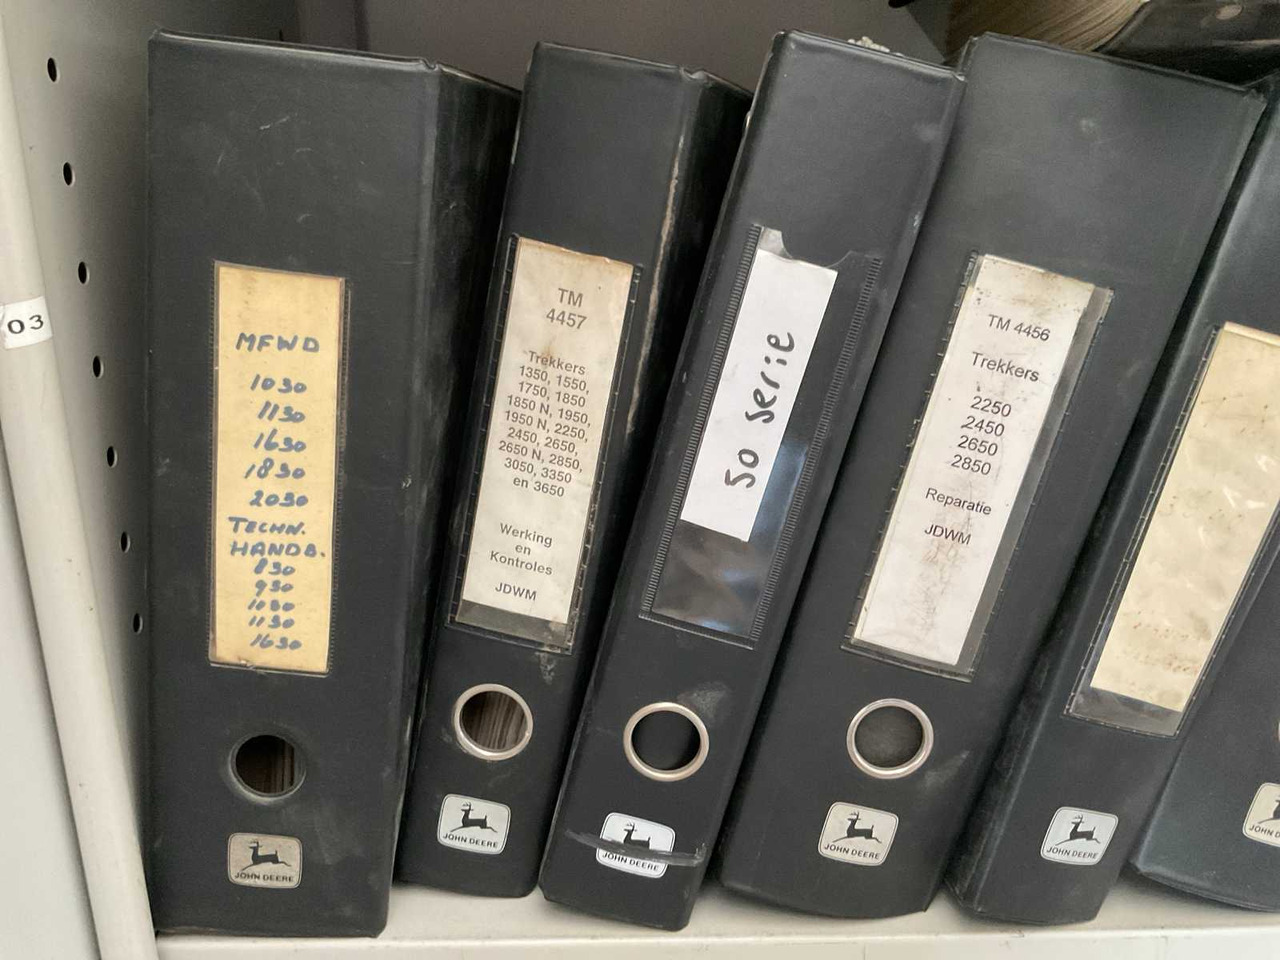 03
MFWD
1030
1130
1630
1830
2030
TECHN.
HANDB.
830
930
1030
1130
1630
JOHN DEERE
TM
4457
Trekkers
1350, 1550,
1750, 1850
1850 N, 1950,
1950 N, 2250,
2450, 2650,
2650 N, 2850,
3050, 3350
en 3650
Werking
en
Kontroles
JDWM
JOHN DEERE
50 serie
JOHN DEERE
TM 4456
Trekkers
2250
2450
2650
2850
Reparatie
JDWM
JOHN DEERE
JOHN DEERE